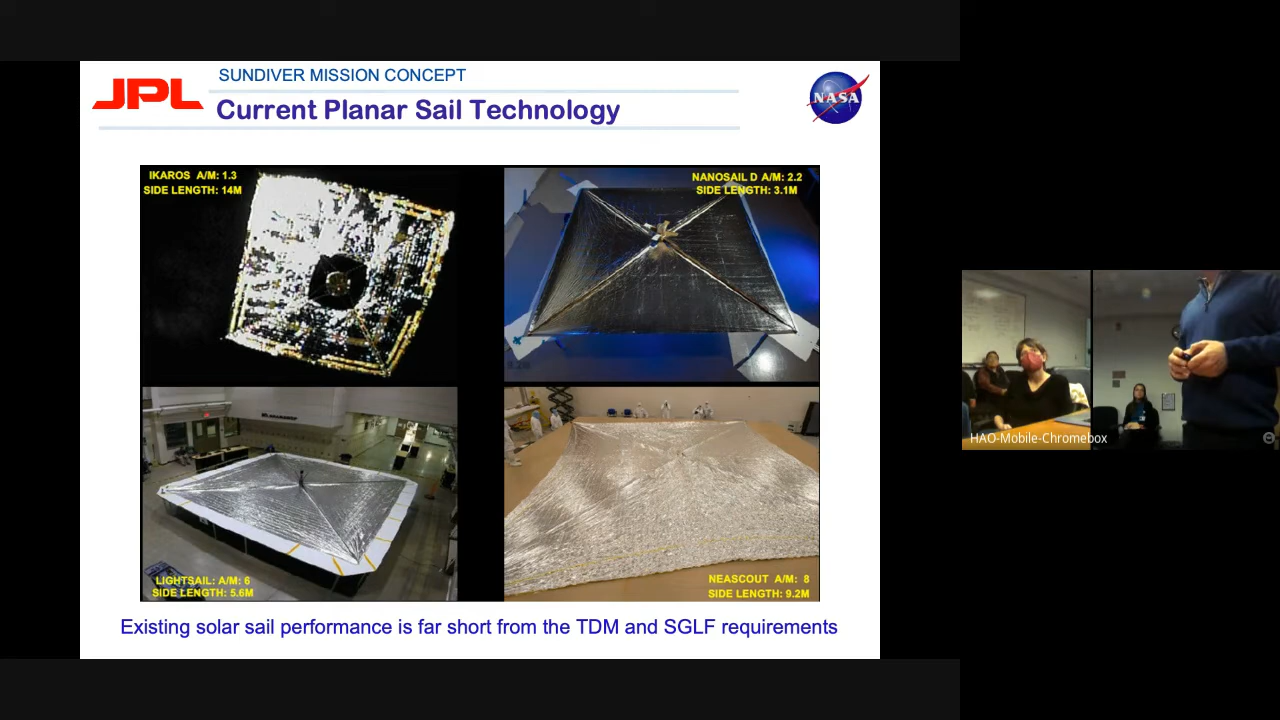 SUNDIVER MISSION CONCEPT
JPL
Current Planar Sail Technology
NASA
IKAROS A/M: 1.3
SIDE LENGTH: 14M
NANOSAIL D A/M: 2.2
SIDE LENGTH: 3.1M
LIGHTSAIL: A/M: 6
SIDE LENGTH: 5.6M
NEASCOUT A/M: 8
SIDE LENGTH: 9.2M
Existing solar sail performance is far short from the TDM and SGLF requirements
HAO-Mobile-Chromebox